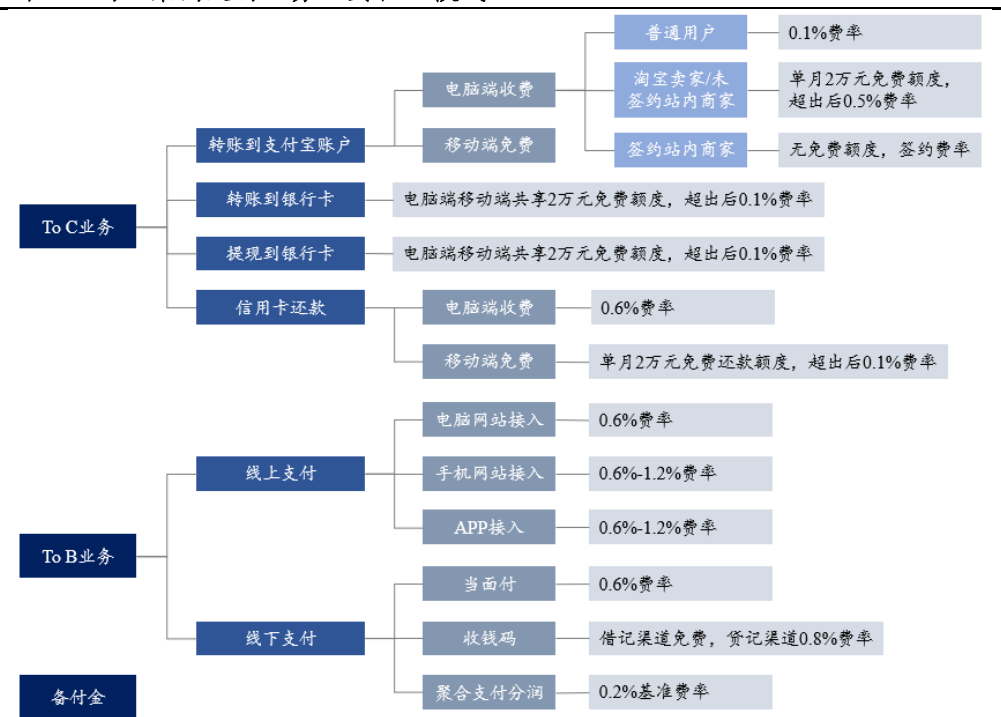 普通用户
0.1%费率
电脑端收费
淘宝卖家/未
签约站内商家
单月2万元免费额度，
超出后0.5%费率
转账到支付宝账户
移动端免费
签约站内商家
无免费额度，签约费率
转账到银行卡
电脑端移动端共享2万元免费额度，超出后0.1%费率
To C业务
提现到银行卡
电脑端移动端共享2万元免费额度，超出后0.1%费率
信用卡还款
电脑端收费
0.6%费率
移动端免费
单月2万元免费还款额度，超出后0.1%费率
电脑网站接入
0.6%费率
线上支付
手机网站接入
0.6%-1.2%费率
APP接入
0.6%-1.2%费率
To B业务
当面付
0.6%费率
线下支付
收钱码
借记渠道免费，贷记渠道0.8%费率
聚合支付分润
0.2%基准费率
备付金